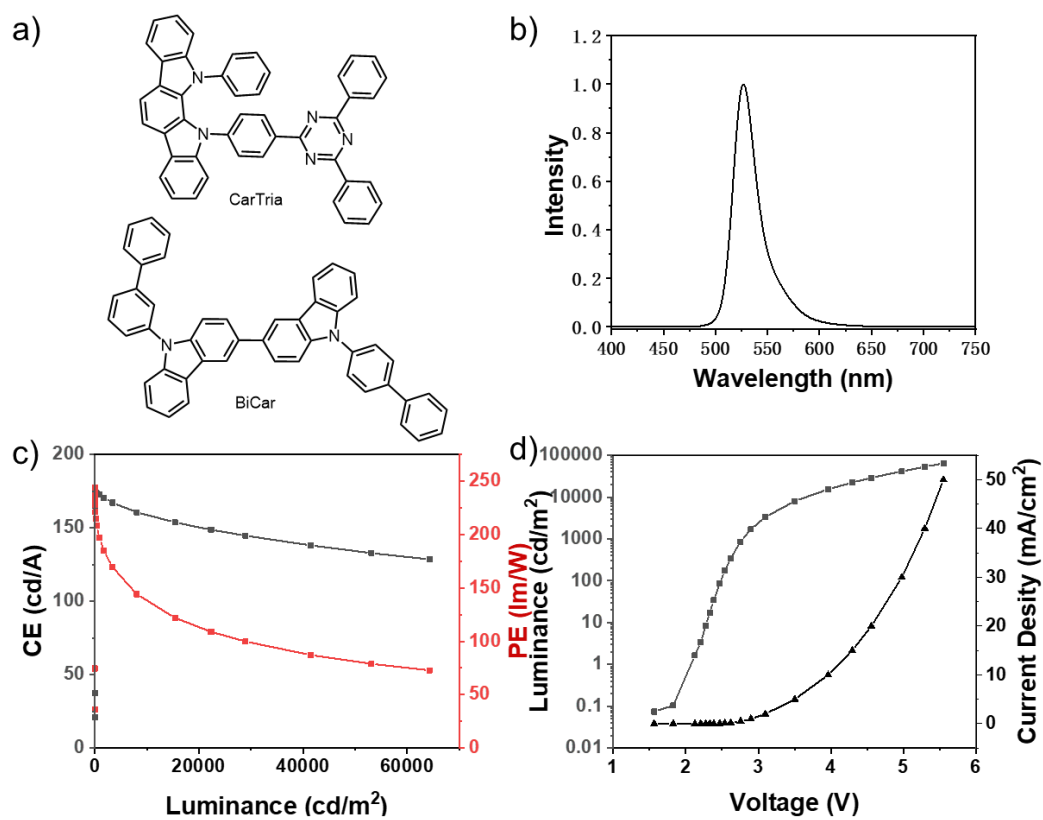 a)
N
N
N
N
N
CarTria
N
N
BiCar
b)
1.2
1.0
0.8
0.6
0.4
0.2
0.0
400 450 500 550 600 650 700 750
Intensity
Wavelength (nm)
c)
200
150
100
50
0
CE (cd/A)
250
200
150
100
50
0
PE (lm/W)
0 20000 40000 60000
Luminance (cd/m²)
d)
100000
10000
1000
100
10
1
0.1
0.01
Luminance (cd/m²)
50
40
30
20
10
0
Current Desity (mA/cm²)
1 2 3 4 5 6
Voltage (V)